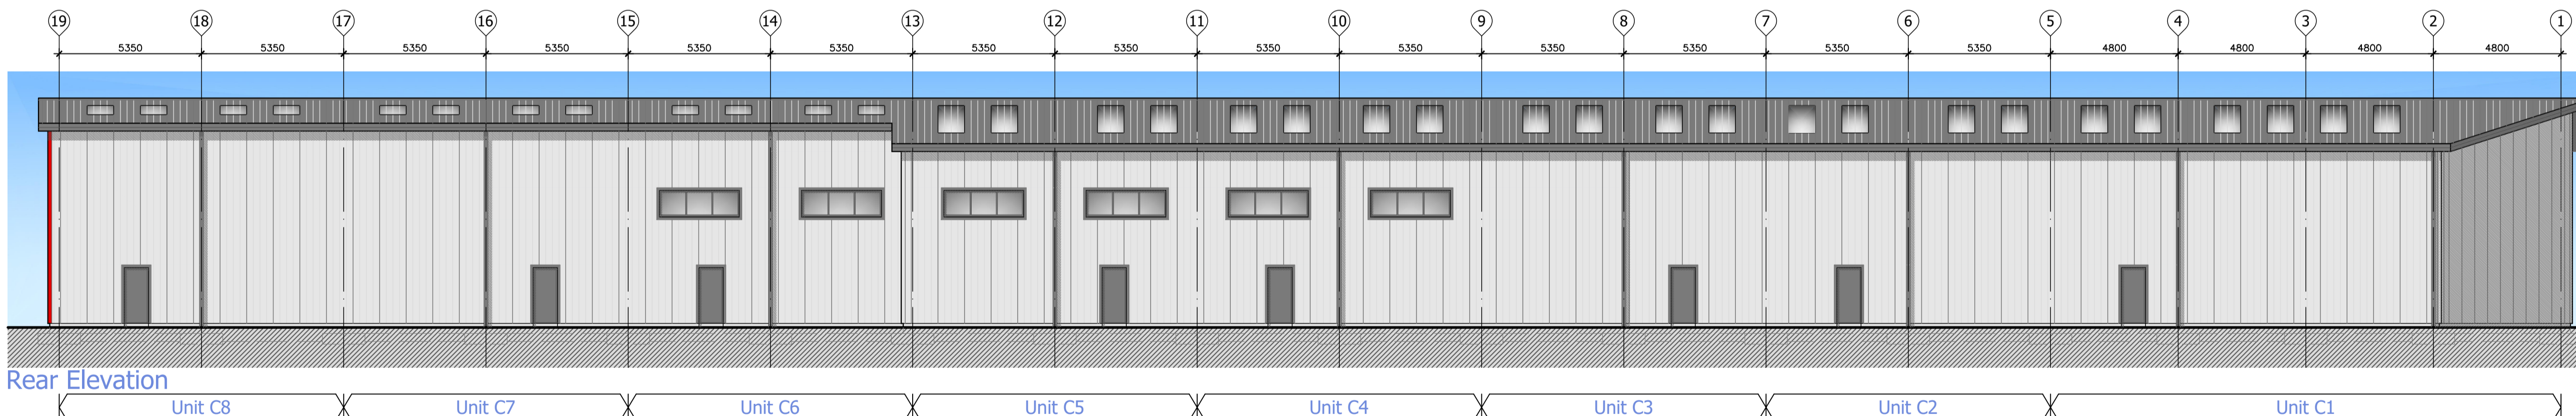 19 18 17 16 15 14 13 12 11 10 9 8 7 6 5 4 3 2 1
5350 5350 5350 5350 5350 5350 5350 5350 5350 5350 5350 5350 5350 5350 4800 4800 4800 4800
Rear Elevation
Unit C8 Unit C7 Unit C6 Unit C5 Unit C4 Unit C3 Unit C2 Unit C1